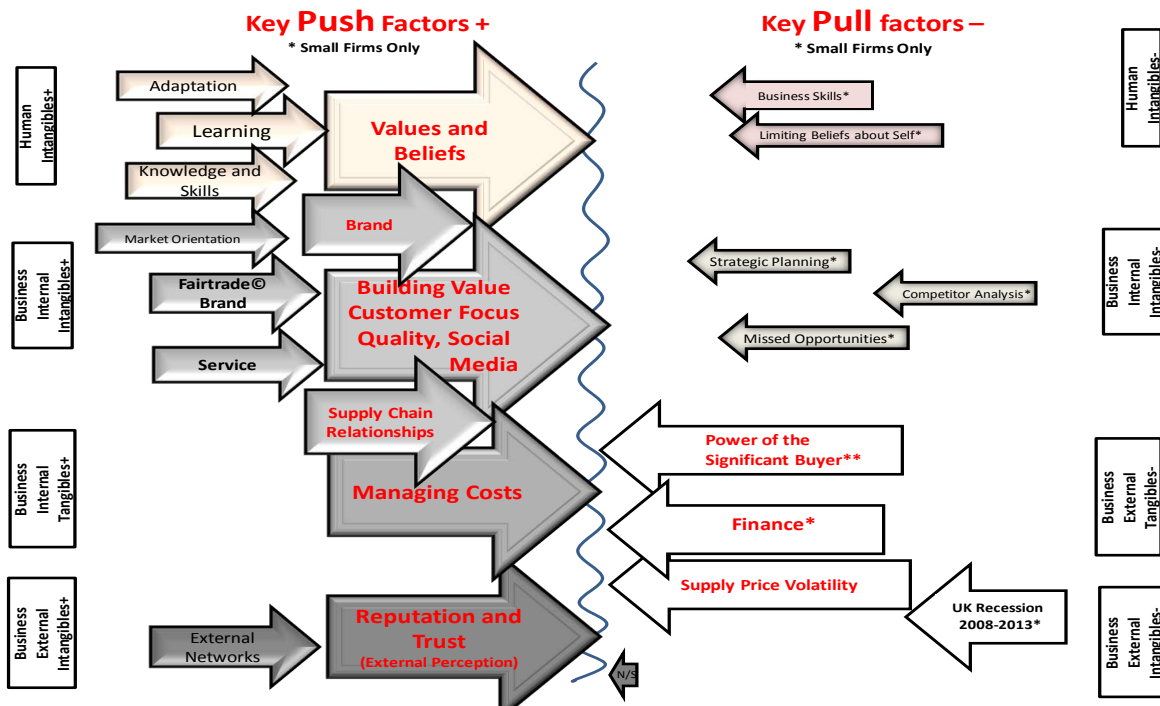 Key Push Factors +
* Small Firms Only
Key Pull factors –
* Small Firms Only
Human
Intangibles+
Adaptation
Learning
Knowledge and
Skills
Values and
Beliefs
Business Skills*
Limiting Beliefs about Self*
Human
Intangibles-
Business
Internal
Intangibles+
Market Orientation
Fairtrade©
Brand
Service
Brand
Building Value
Customer Focus
Quality, Social
Media
Strategic Planning*
Competitor Analysis*
Missed Opportunities*
Business
Internal
Intangibles-
Business
Internal
Tangibles+
Supply Chain
Relationships
Managing Costs
Power of the
Significant Buyer**
Finance*
Supply Price Volatility
Business
External
Tangibles-
Business
External
Intangibles+
External
Networks
Reputation and
Trust
(External Perception)
N/S
UK Recession
2008-2013*
Business
External
Intangibles-